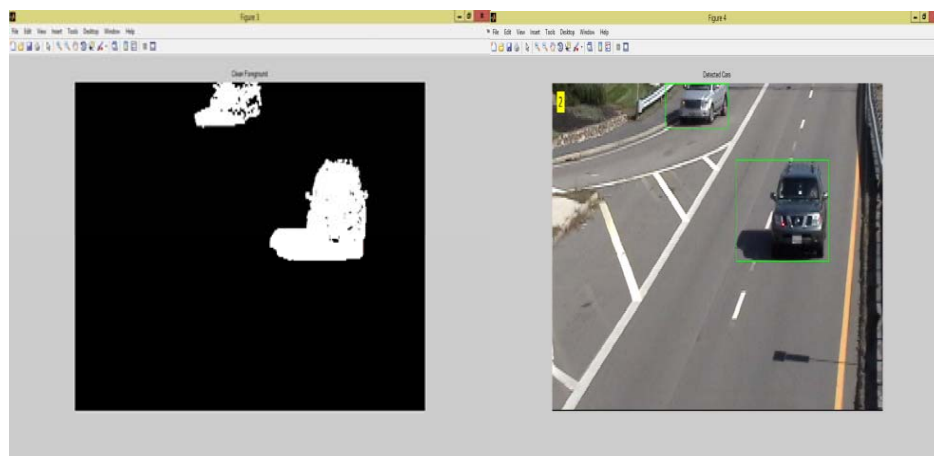 Figure 3
File Edit View Insert Tools Desktop Window Help
Clean Foreground
Figure 4
File Edit View Insert Tools Desktop Window Help
Detected Cars
2